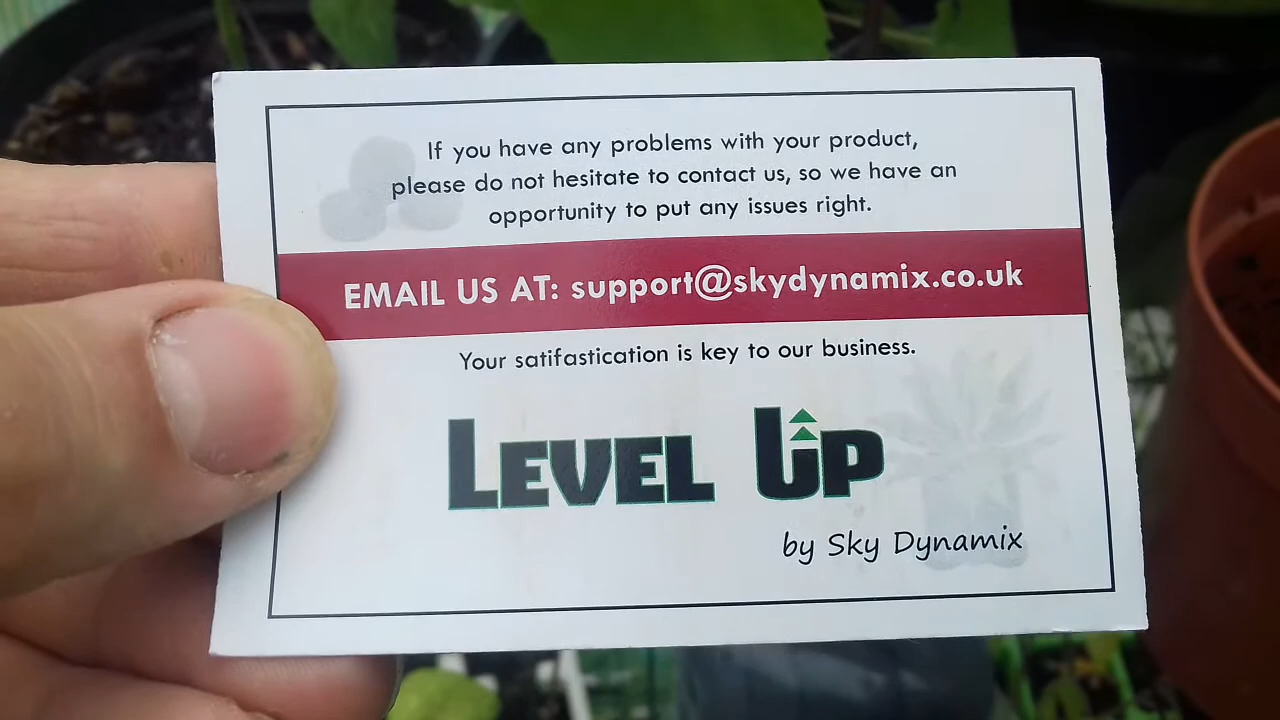 If you have any problems with your product,
please do not hesitate to contact us, so we have an
opportunity to put any issues right.
EMAIL US AT: support@skydynamix.co.uk
Your satifastication is key to our business.
LEVEL UP
by Sky Dynamix